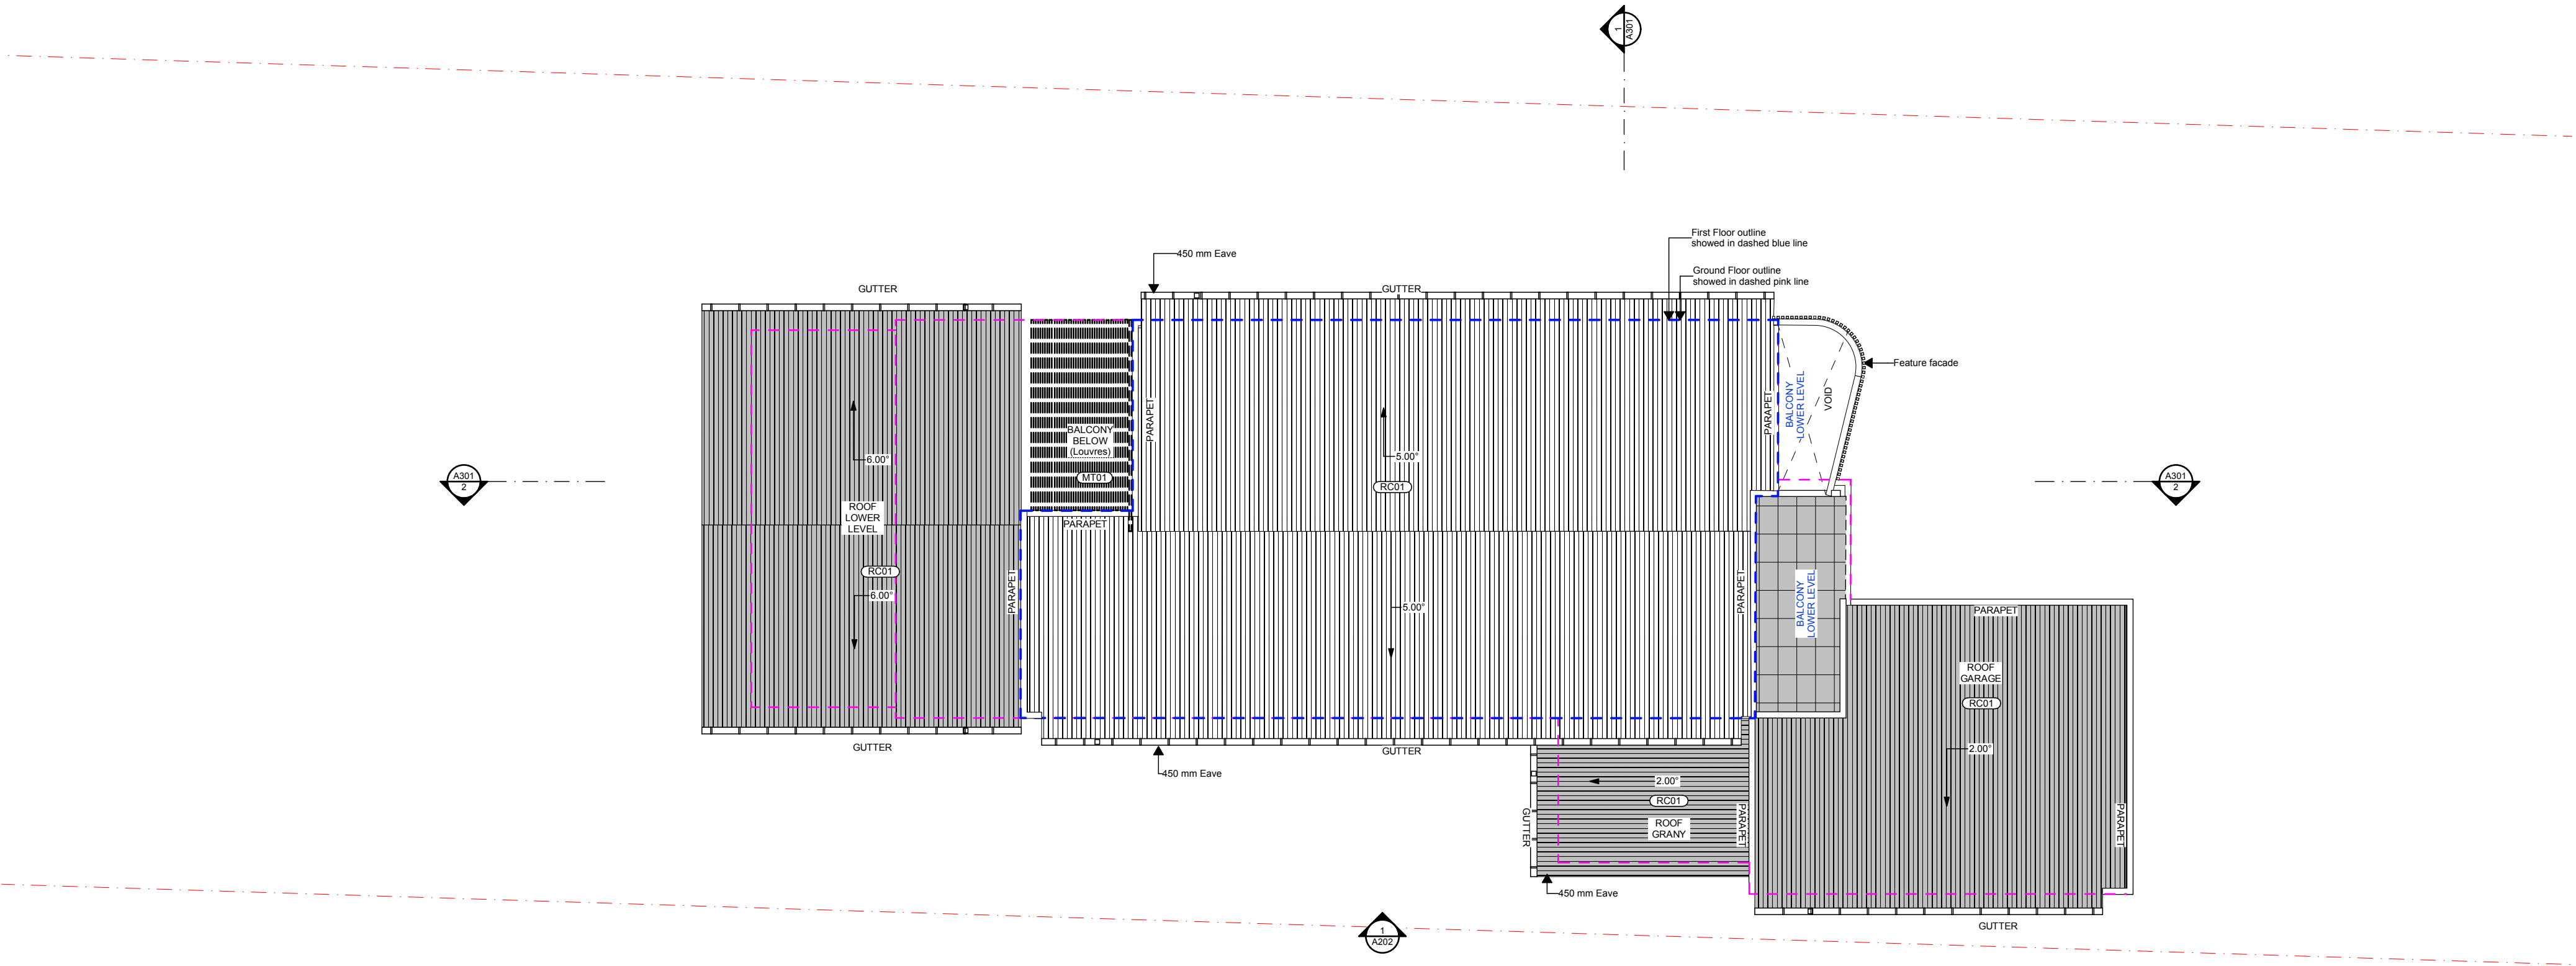 1
A301
First Floor outline
showed in dashed blue line
450 mm Eave
Ground Floor outline
showed in dashed pink line
GUTTER
GUTTER
Feature facade
PARAPET
PARAPET
BALCONY
LOWER LEVEL
VOID
BALCONY
BELOW
(Louvres)
MT01
6.00°
5.00°
RC01
A301
2
A301
2
ROOF
LOWER
LEVEL
PARAPET
RC01
6.00°
PARAPET
5.00°
PARAPET
BALCONY
LOWER LEVEL
PARAPET
ROOF
GARAGE
RC01
2.00°
GUTTER
GUTTER
450 mm Eave
2.00°
RC01
ROOF
GRANY
GUTTER
PARAPET
PARAPET
450 mm Eave
GUTTER
1
A202